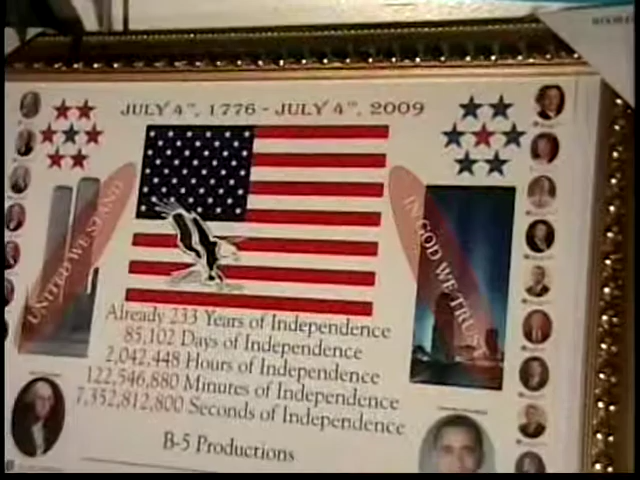 JULY 4TH, 1776 - JULY 4TH, 2009
UNITED WE STAND
IN GOD WE TRUST
Already 233 Years of Independence
85,102 Days of Independence
2,042,448 Hours of Independence
122,546,880 Minutes of Independence
7,352,812,800 Seconds of Independence
B-5 Productions